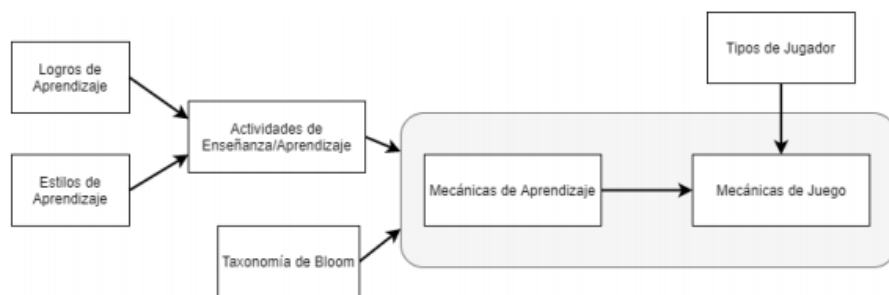 Tipos de Jugador
Logros de
Aprendizaje
Actividades de
Enseñanza/Aprendizaje
Estilos de
Aprendizaje
Mecánicas de Aprendizaje
Mecánicas de Juego
Taxonomía de Bloom